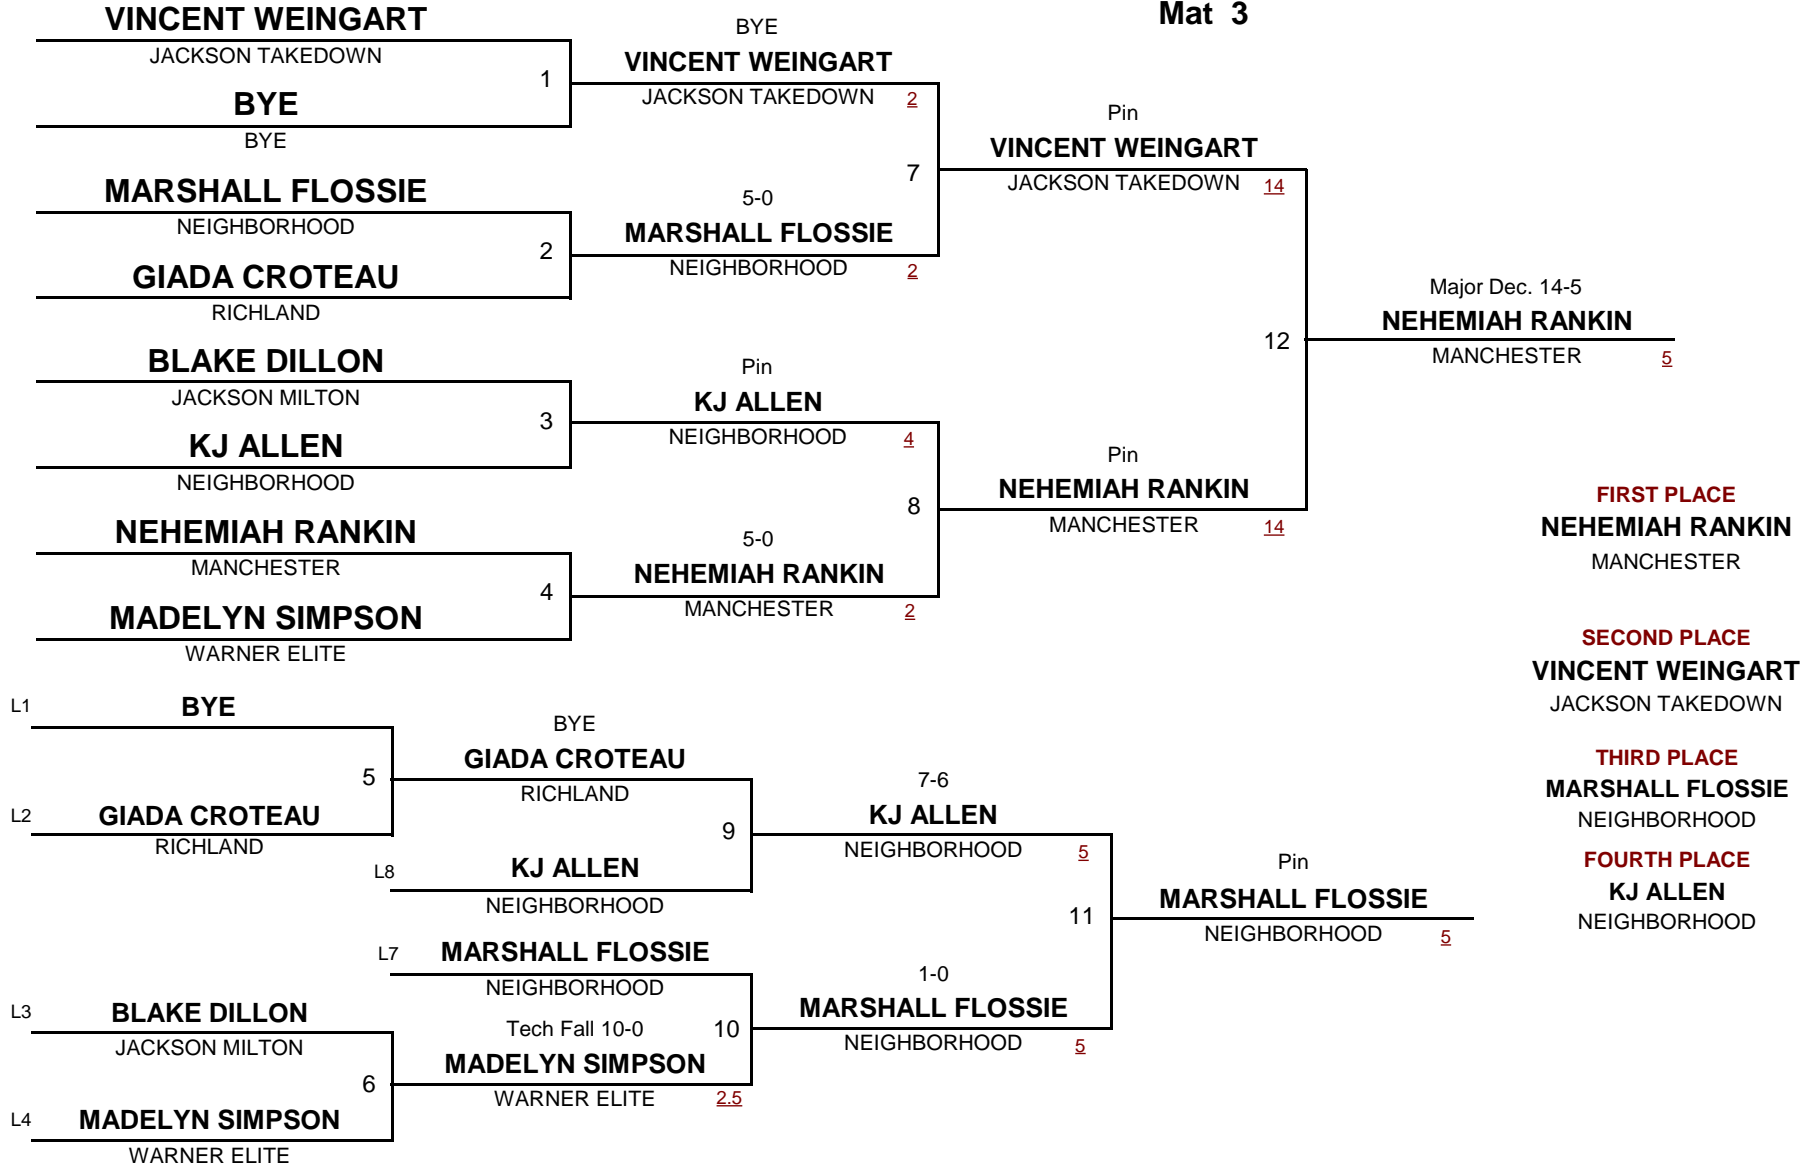 Mat 3
VINCENT WEINGART
JACKSON TAKEDOWN
1
BYE
BYE
MARSHALL FLOSSIE
NEIGHBORHOOD
2
GIADA CROTEAU
RICHLAND
BLAKE DILLON
JACKSON MILTON
3
KJ ALLEN
NEIGHBORHOOD
NEHEMIAH RANKIN
MANCHESTER
4
MADELYN SIMPSON
WARNER ELITE
BYE
VINCENT WEINGART
JACKSON TAKEDOWN 2
7
5-0
MARSHALL FLOSSIE
NEIGHBORHOOD 2
Pin
KJ ALLEN
NEIGHBORHOOD 4
8
5-0
NEHEMIAH RANKIN
MANCHESTER 2
Pin
VINCENT WEINGART
JACKSON TAKEDOWN 14
12
Pin
NEHEMIAH RANKIN
MANCHESTER 14
Major Dec. 14-5
NEHEMIAH RANKIN
MANCHESTER 5
FIRST PLACE
NEHEMIAH RANKIN
MANCHESTER
SECOND PLACE
VINCENT WEINGART
JACKSON TAKEDOWN
THIRD PLACE
MARSHALL FLOSSIE
NEIGHBORHOOD
FOURTH PLACE
KJ ALLEN
NEIGHBORHOOD
L1 BYE
5
L2 GIADA CROTEAU
RICHLAND
L3 BLAKE DILLON
JACKSON MILTON
6
L4 MADELYN SIMPSON
WARNER ELITE
BYE
GIADA CROTEAU
RICHLAND
9
L8 KJ ALLEN
NEIGHBORHOOD
L7 MARSHALL FLOSSIE
NEIGHBORHOOD
Tech Fall 10-0 10
MADELYN SIMPSON
WARNER ELITE 2.5
7-6
KJ ALLEN
NEIGHBORHOOD 5
11
1-0
MARSHALL FLOSSIE
NEIGHBORHOOD 5
Pin
MARSHALL FLOSSIE
NEIGHBORHOOD 5